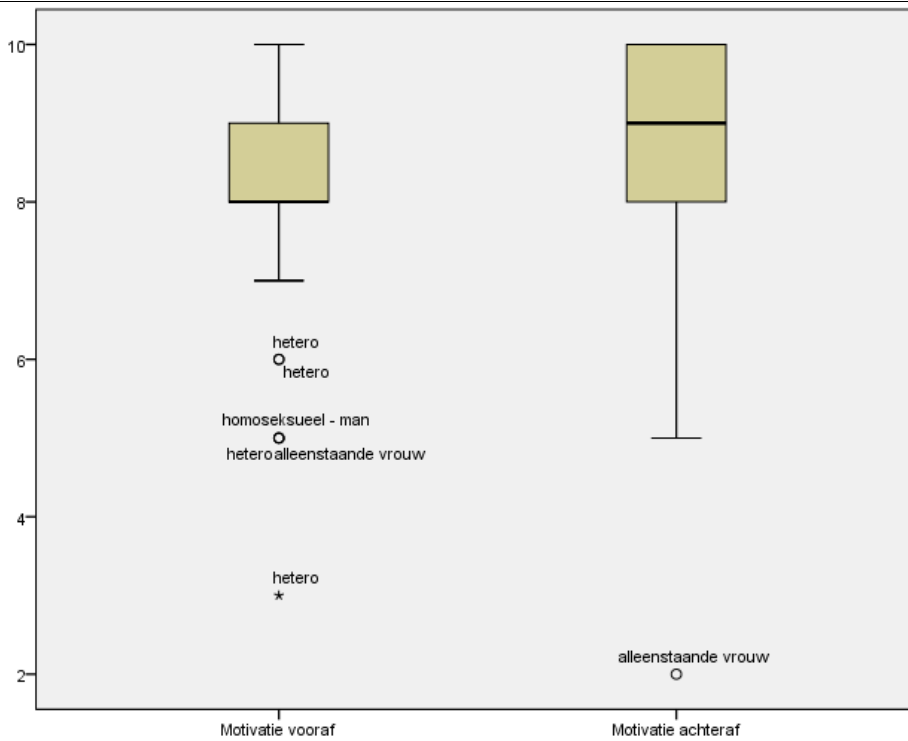 10
8
hetero
6
hetero
homoseksueel - man
hetero alleenstaande vrouw
4
hetero
alleenstaande vrouw
2
Motivatie vooraf
Motivatie achteraf